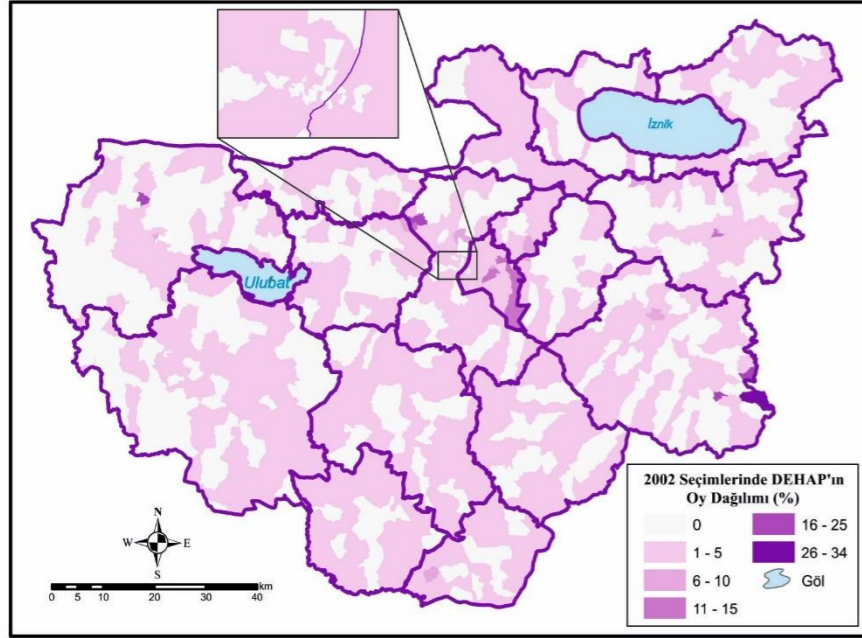 İznik
Ulubat
N
W E
S
0 5 10 20 30 40 km
2002 Seçimlerinde DEHAP'ın
Oy Dağılımı (%)
0
1 - 5
6 - 10
11 - 15
16 - 25
26 - 34
Göl